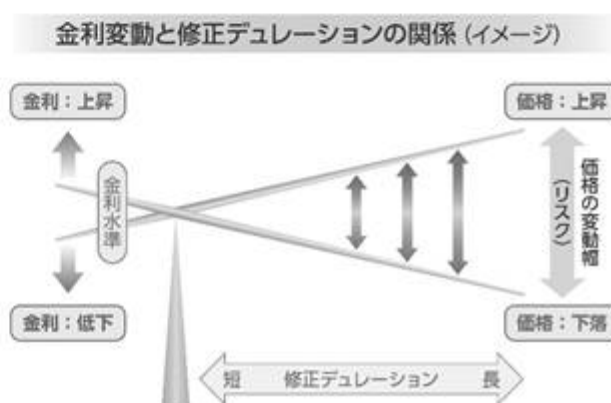 金利変動と修正デュレーションの関係（イメージ）
金利：上昇
価格：上昇
金利水準
価格の変動幅
（リスク）
金利：低下
価格：下落
短 修正デュレーション 長